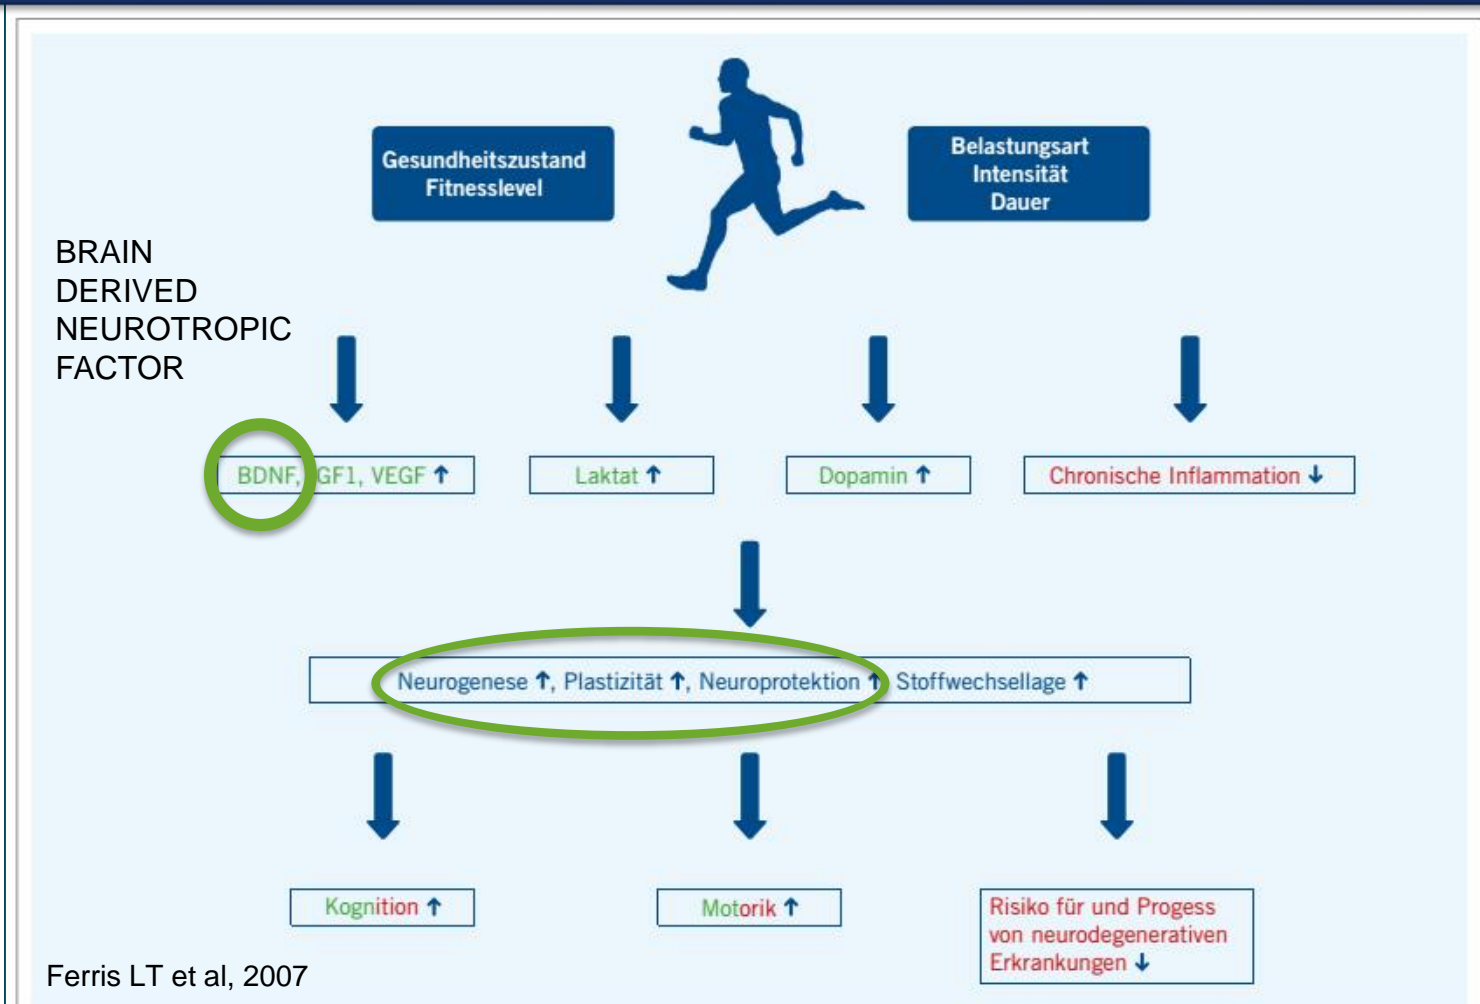 Gesundheitszustand
Fitnesslevel
Belastungsart
Intensität
Dauer
BRAIN
DERIVED
NEUROTROPIC
FACTOR
BDNF, GF1, VEGF ↑
Laktat ↑
Dopamin ↑
Chronische Inflammation ↓
Neurogenese ↑, Plastizität ↑, Neuroprotektion ↑ Stoffwechsellage ↑
Kognition ↑
Motorik ↑
Risiko für und Progess
von neurodegenerativen
Erkrankungen ↓
Ferris LT et al, 2007